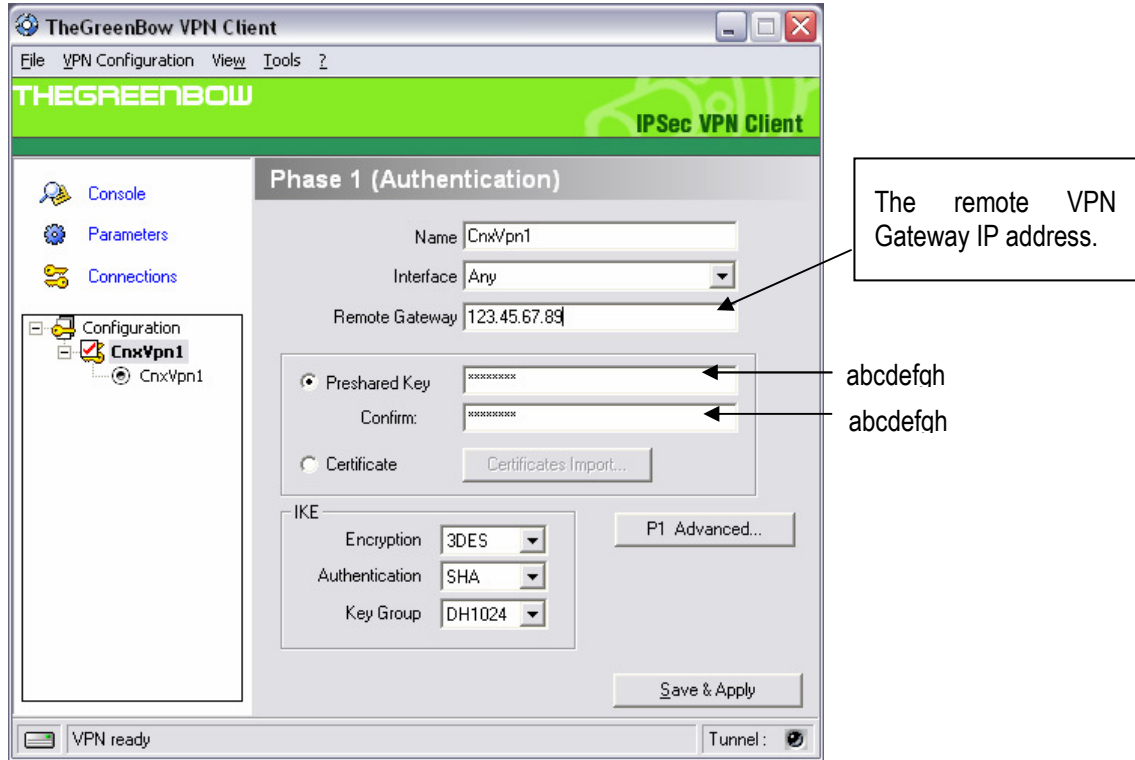 TheGreenBow VPN Client
File VPN Configuration View Tools ?
THEGREENBOW
IPSec VPN Client
Console
Parameters
Connections
Configuration
CnxVpn1
CnxVpn1
Phase 1 (Authentication)
Name CnxVpn1
Interface Any
Remote Gateway 123.45.67.89
Preshared Key ********
Confirm: ********
Certificate Certificates Import...
IKE
Encryption 3DES
Authentication SHA
Key Group DH1024
P1 Advanced...
Save & Apply
VPN ready Tunnel :
The remote VPN
Gateway IP address.
abcdefgh
abcdefgh